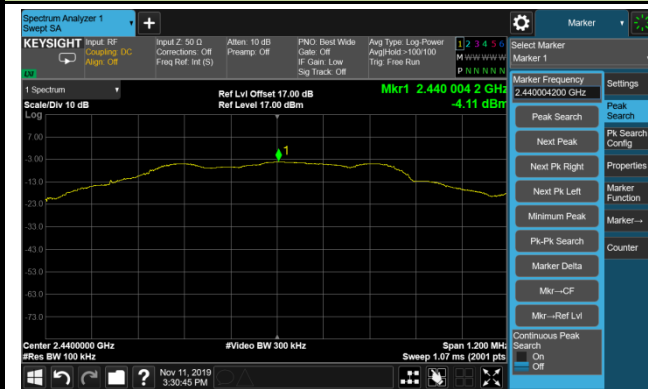 Spectrum Analyzer 1
Swept SA
+
Marker
KEYSIGHT Input: RF
Coupling: DC
Align: Off
Input Z: 50 Ω
Corrections: Off
Freq Ref: Int (S)
Atten: 10 dB
Preamp: Off
PNO: Best Wide
Gate: Off
IF Gain: Low
Sig Track: Off
Avg Type: Log-Power
Avg|Hold:>100/100
Trig: Free Run
1 2 3 4 5 6
M W W W W W
P N N N N N
LXI
Select Marker
Marker 1
1 Spectrum
Scale/Div 10 dB
Log
Ref Lvl Offset 17.00 dB
Ref Level 17.00 dBm
Mkr1 2.440 004 2 GHz
-4.11 dBm
7.00
-3.00
-13.0
-23.0
-33.0
-43.0
-53.0
-63.0
-73.0
1
Center 2.4400000 GHz
#Res BW 100 kHz
#Video BW 300 kHz
Span 1.200 MHz
Sweep 1.07 ms (2001 pts
Marker Frequency
2.440004200 GHz
Peak Search
Next Peak
Next Pk Right
Next Pk Left
Minimum Peak
Pk-Pk Search
Marker Delta
Mkr→CF
Mkr→Ref Lvl
Continuous Peak
Search
On
Off
Settings
Peak
Search
Pk Search
Config
Properties
Marker
Function
Marker→
Counter
?
Nov 11, 2019
3:30:45 PM